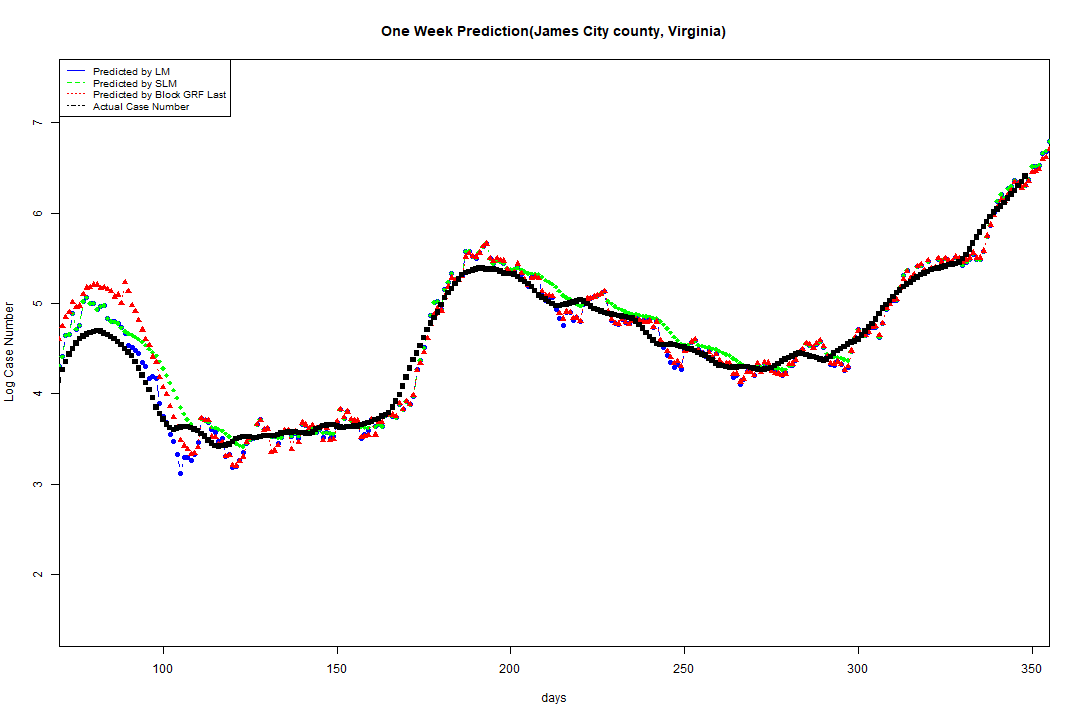 One Week Prediction(James City county, Virginia)
Predicted by LM
Predicted by SLM
Predicted by Block GRF Last
Actual Case Number
Log Case Number
7
6
5
4
3
2
100 150 200 250 300 350
days